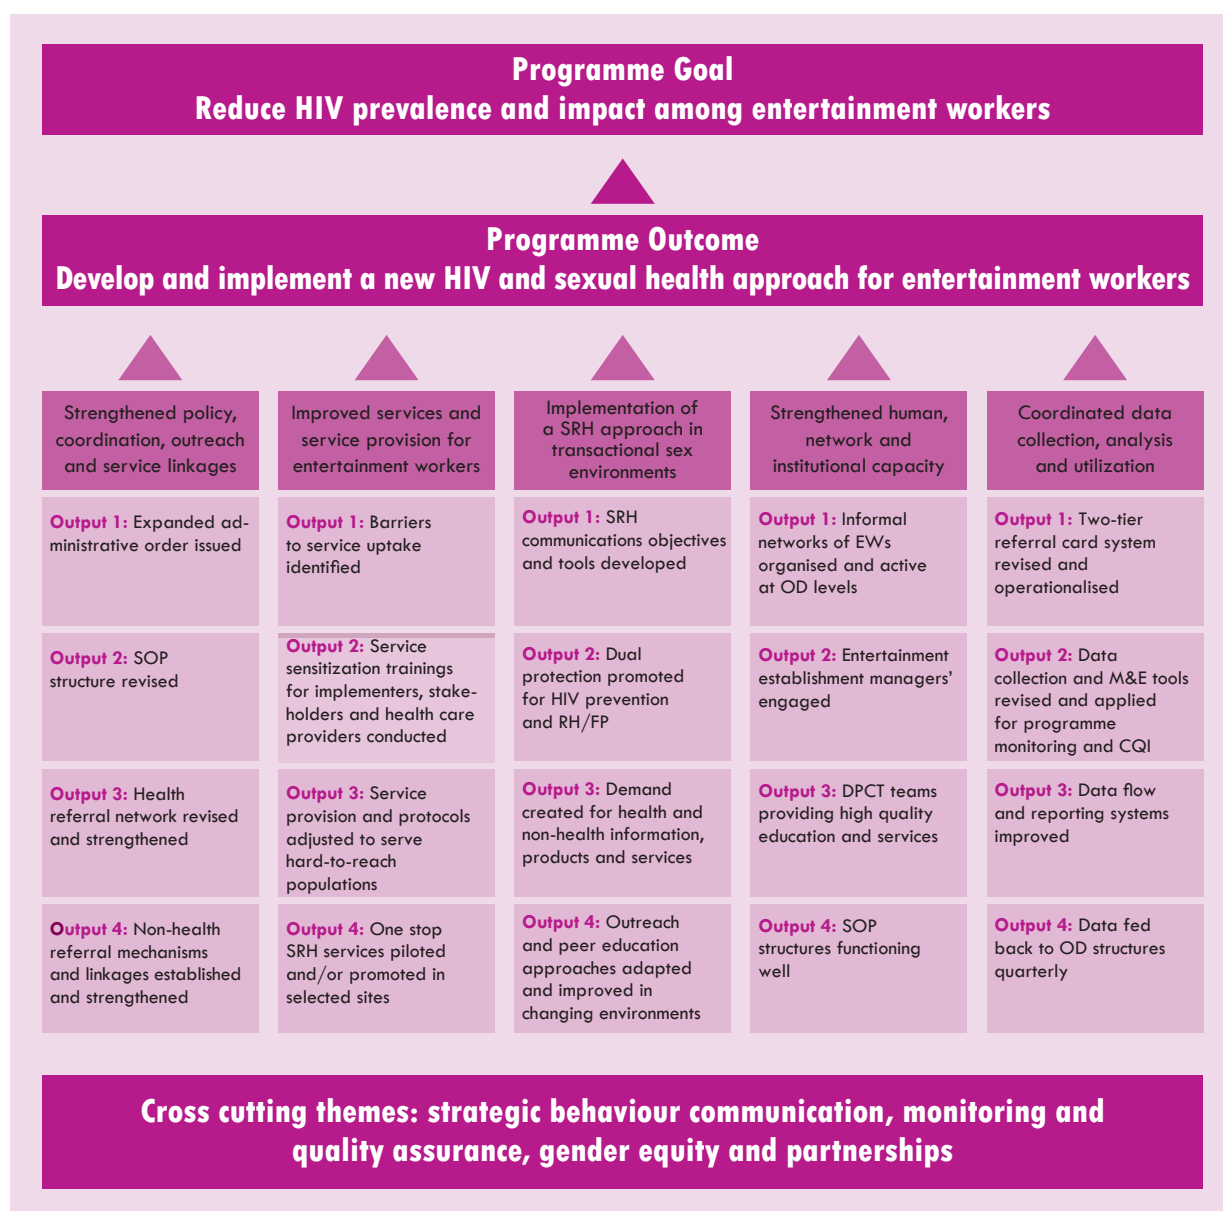 Programme Goal
Reduce HIV prevalence and impact among entertainment workers
Programme Outcome
Develop and implement a new HIV and sexual health approach for entertainment workers
Strengthened policy,
coordination, outreach
and service linkages
Output 1: Expanded ad-
ministrative order issued
Output 2: SOP
structure revised
Output 3: Health
referral network revised
and strengthened
Output 4: Non-health
referral mechanisms
and linkages established
and strengthened
Improved services and
service provision for
entertainment workers
Output 1: Barriers
to service uptake
identified
Output 2: Service
sensitization trainings
for implementers, stake-
holders and health care
providers conducted
Output 3: Service
provision and protocols
adjusted to serve
hard-to-reach
populations
Output 4: One stop
SRH services piloted
and/or promoted in
selected sites
Implementation of
a SRH approach in
transactional sex
environments
Output 1: SRH
communications objectives
and tools developed
Output 2: Dual
protection promoted
for HIV prevention
and RH/FP
Output 3: Demand
created for health and
non-health information,
products and services
Output 4: Outreach
and peer education
approaches adapted
and improved in
changing environments
Strengthened human,
network and
institutional capacity
Output 1: Informal
networks of EWs
organised and active
at OD levels
Output 2: Entertainment
establishment managers’
engaged
Output 3: DPCT teams
providing high quality
education and services
Output 4: SOP
structures functioning
well
Coordinated data
collection, analysis
and utilization
Output 1: Two-tier
referral card system
revised and
operationalised
Output 2: Data
collection and M&E tools
revised and applied
for programme
monitoring and CQI
Output 3: Data flow
and reporting systems
improved
Output 4: Data fed
back to OD structures
quarterly
Cross cutting themes: strategic behaviour communication, monitoring and
quality assurance, gender equity and partnerships